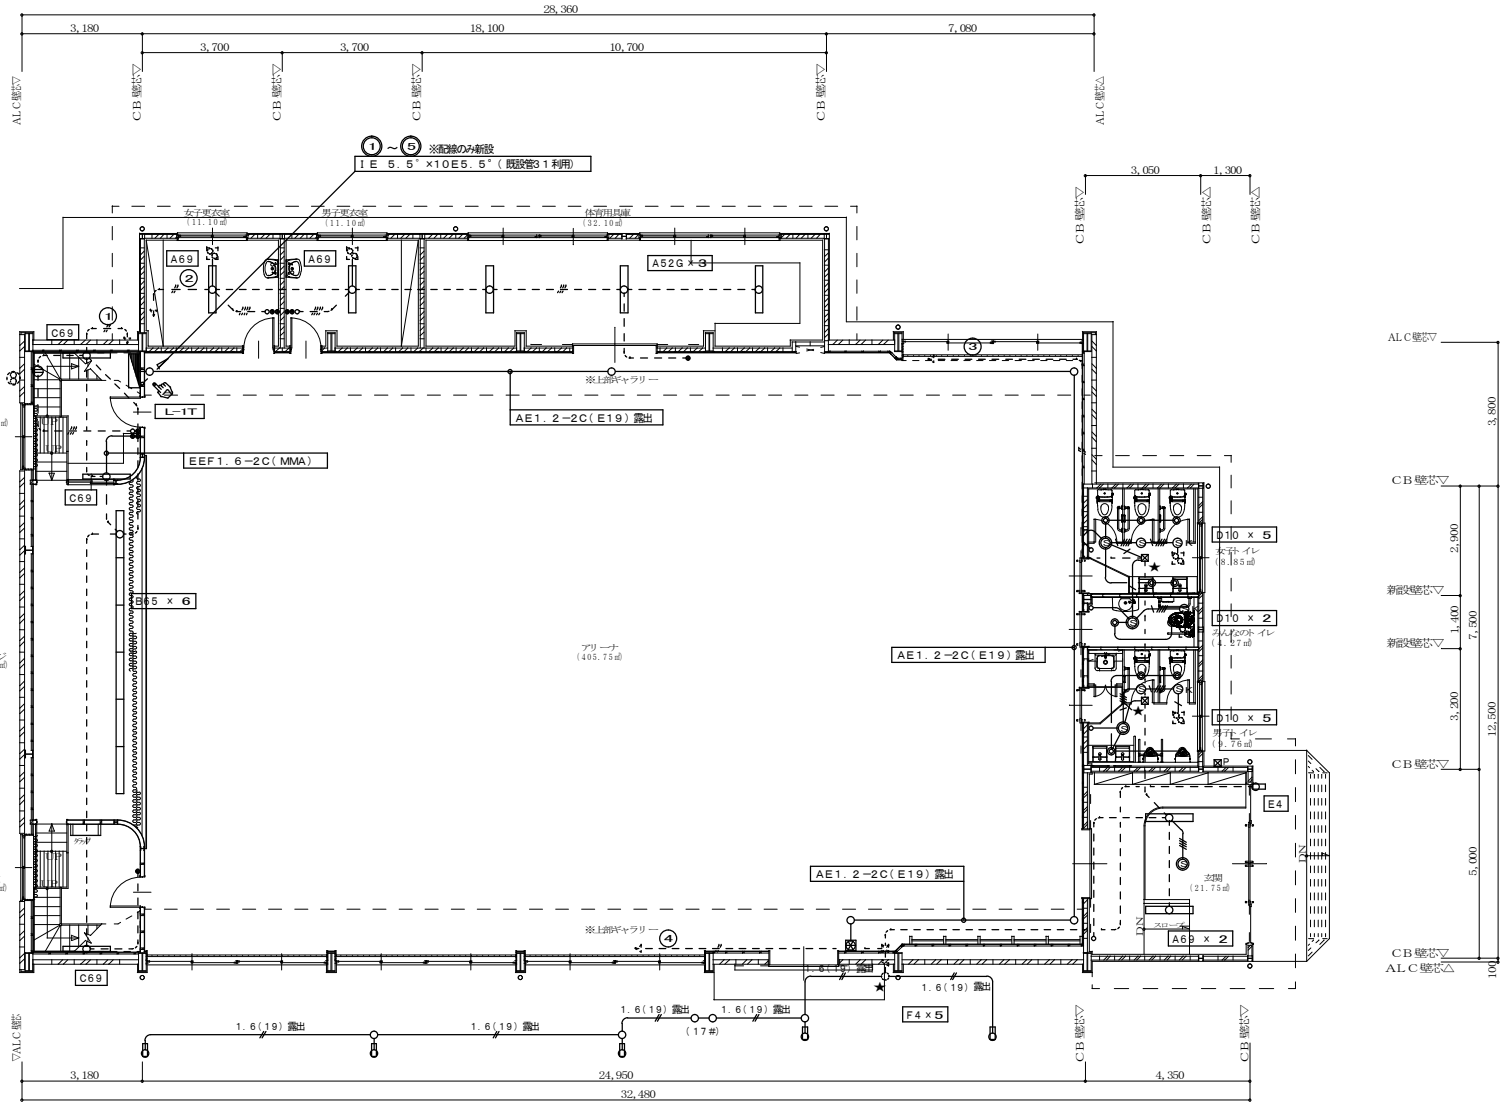 28,360
3,180
18,100
7,080
3,700
3,700
10,700
ALC壁芯▽
CB壁芯▽
CB壁芯▽
CB壁芯▽
CB壁芯▽
ALC壁芯△
① ～ ⑤ ※配線のみ新設
IE 5.5°×10E5.5°(既設管31利用)
3,050
1,300
CB壁芯▽
CB壁芯▽
CB壁芯▽
女子更衣室
(11.10㎡)
男子更衣室
(11.10㎡)
体育用具庫
(32.10㎡)
A69
②
A69
A52G×3
①
C69
③
ALC壁芯▽
※上部ギャラリー
L-1T
AE1.2-2C(E19) 露出
UP
UP
EEF1.6-2C(MMA)
C69
3,800
CB壁芯▽
D10 × 5
女子トイレ
(8.85㎡)
★
2,900
新設壁芯▽
B65 × 6
D10 × 2
みんなのトイレ
(4.27㎡)
1,400
7,500
新設壁芯▽
アリーナ
(405.75㎡)
AE1.2-2C(E19) 露出
★
D10 × 5
男子トイレ
(9.76㎡)
3,200
12,500
P
CB壁芯▽
E4
UP
UP
AE1.2-2C(E19) 露出
玄関
(21.75㎡)
DN
DN
スロープ
A69 × 2
5,000
※上部ギャラリー
④
C69
1.6(19) 露出
★
1.6(19) 露出
CB壁芯▽
ALC壁芯△
100
1.6(19) 露出
1.6(19) 露出
1.6(19) 露出
1.6(19) 露出
(17#)
F4×5
▽ALC壁芯
CB壁芯▽
CB壁芯▽
3,180
24,950
4,350
32,480